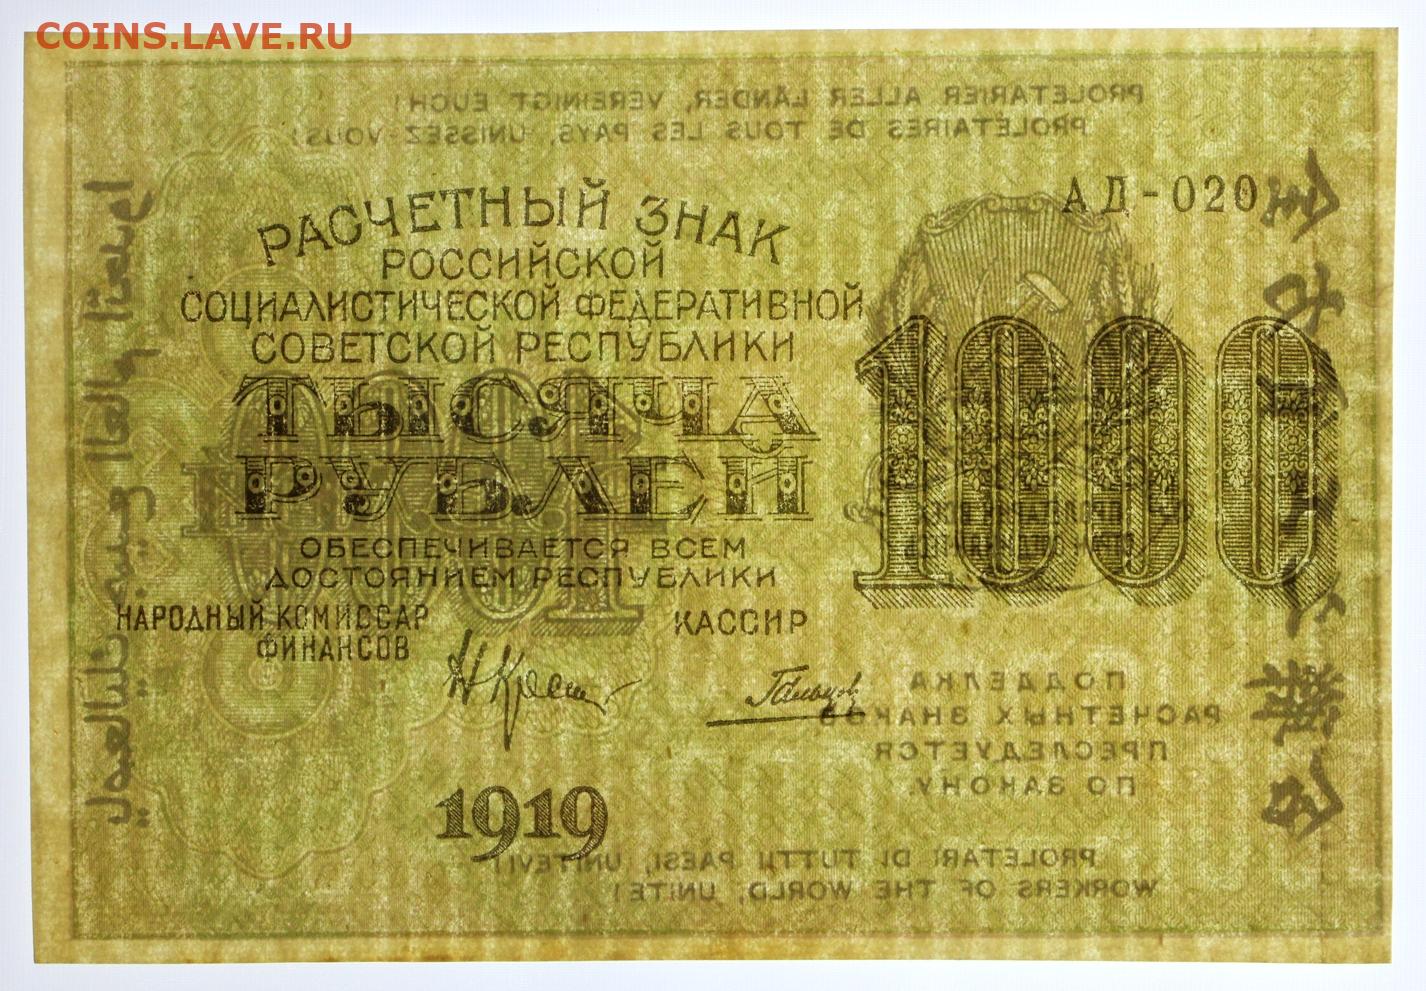 COINS.LAVE.RU
PROLETARIER ALLER LÄNDER, VEREINIGT EUCH!
PROLÉTAIRES DE TOUS LES PAYS, UNISSEZ-VOUS!
АД-020
РАСЧЕТНЫЙ ЗНАК
РОССИЙСКОЙ
СОЦИАЛИСТИЧЕСКОЙ ФЕДЕРАТИВНОЙ
СОВЕТСКОЙ РЕСПУБЛИКИ
ТЫСЯЧА
РУБЛЕЙ
1000
1000
ОБЕСПЕЧИВАЕТСЯ ВСЕМ
ДОСТОЯНИЕМ РЕСПУБЛИКИ
НАРОДНЫЙ КОМИССАР
ФИНАНСОВ
КАССИР
ПОДДЕЛКА
РАСЧЕТНЫХ ЗНАКОВ
ПРЕСЛЕДУЕТСЯ
ПО ЗАКОНУ.
1919
PROLETARI DI TUTTU PAESI, UNITEVI!
WORKERS OF THE WORLD, UNITE!